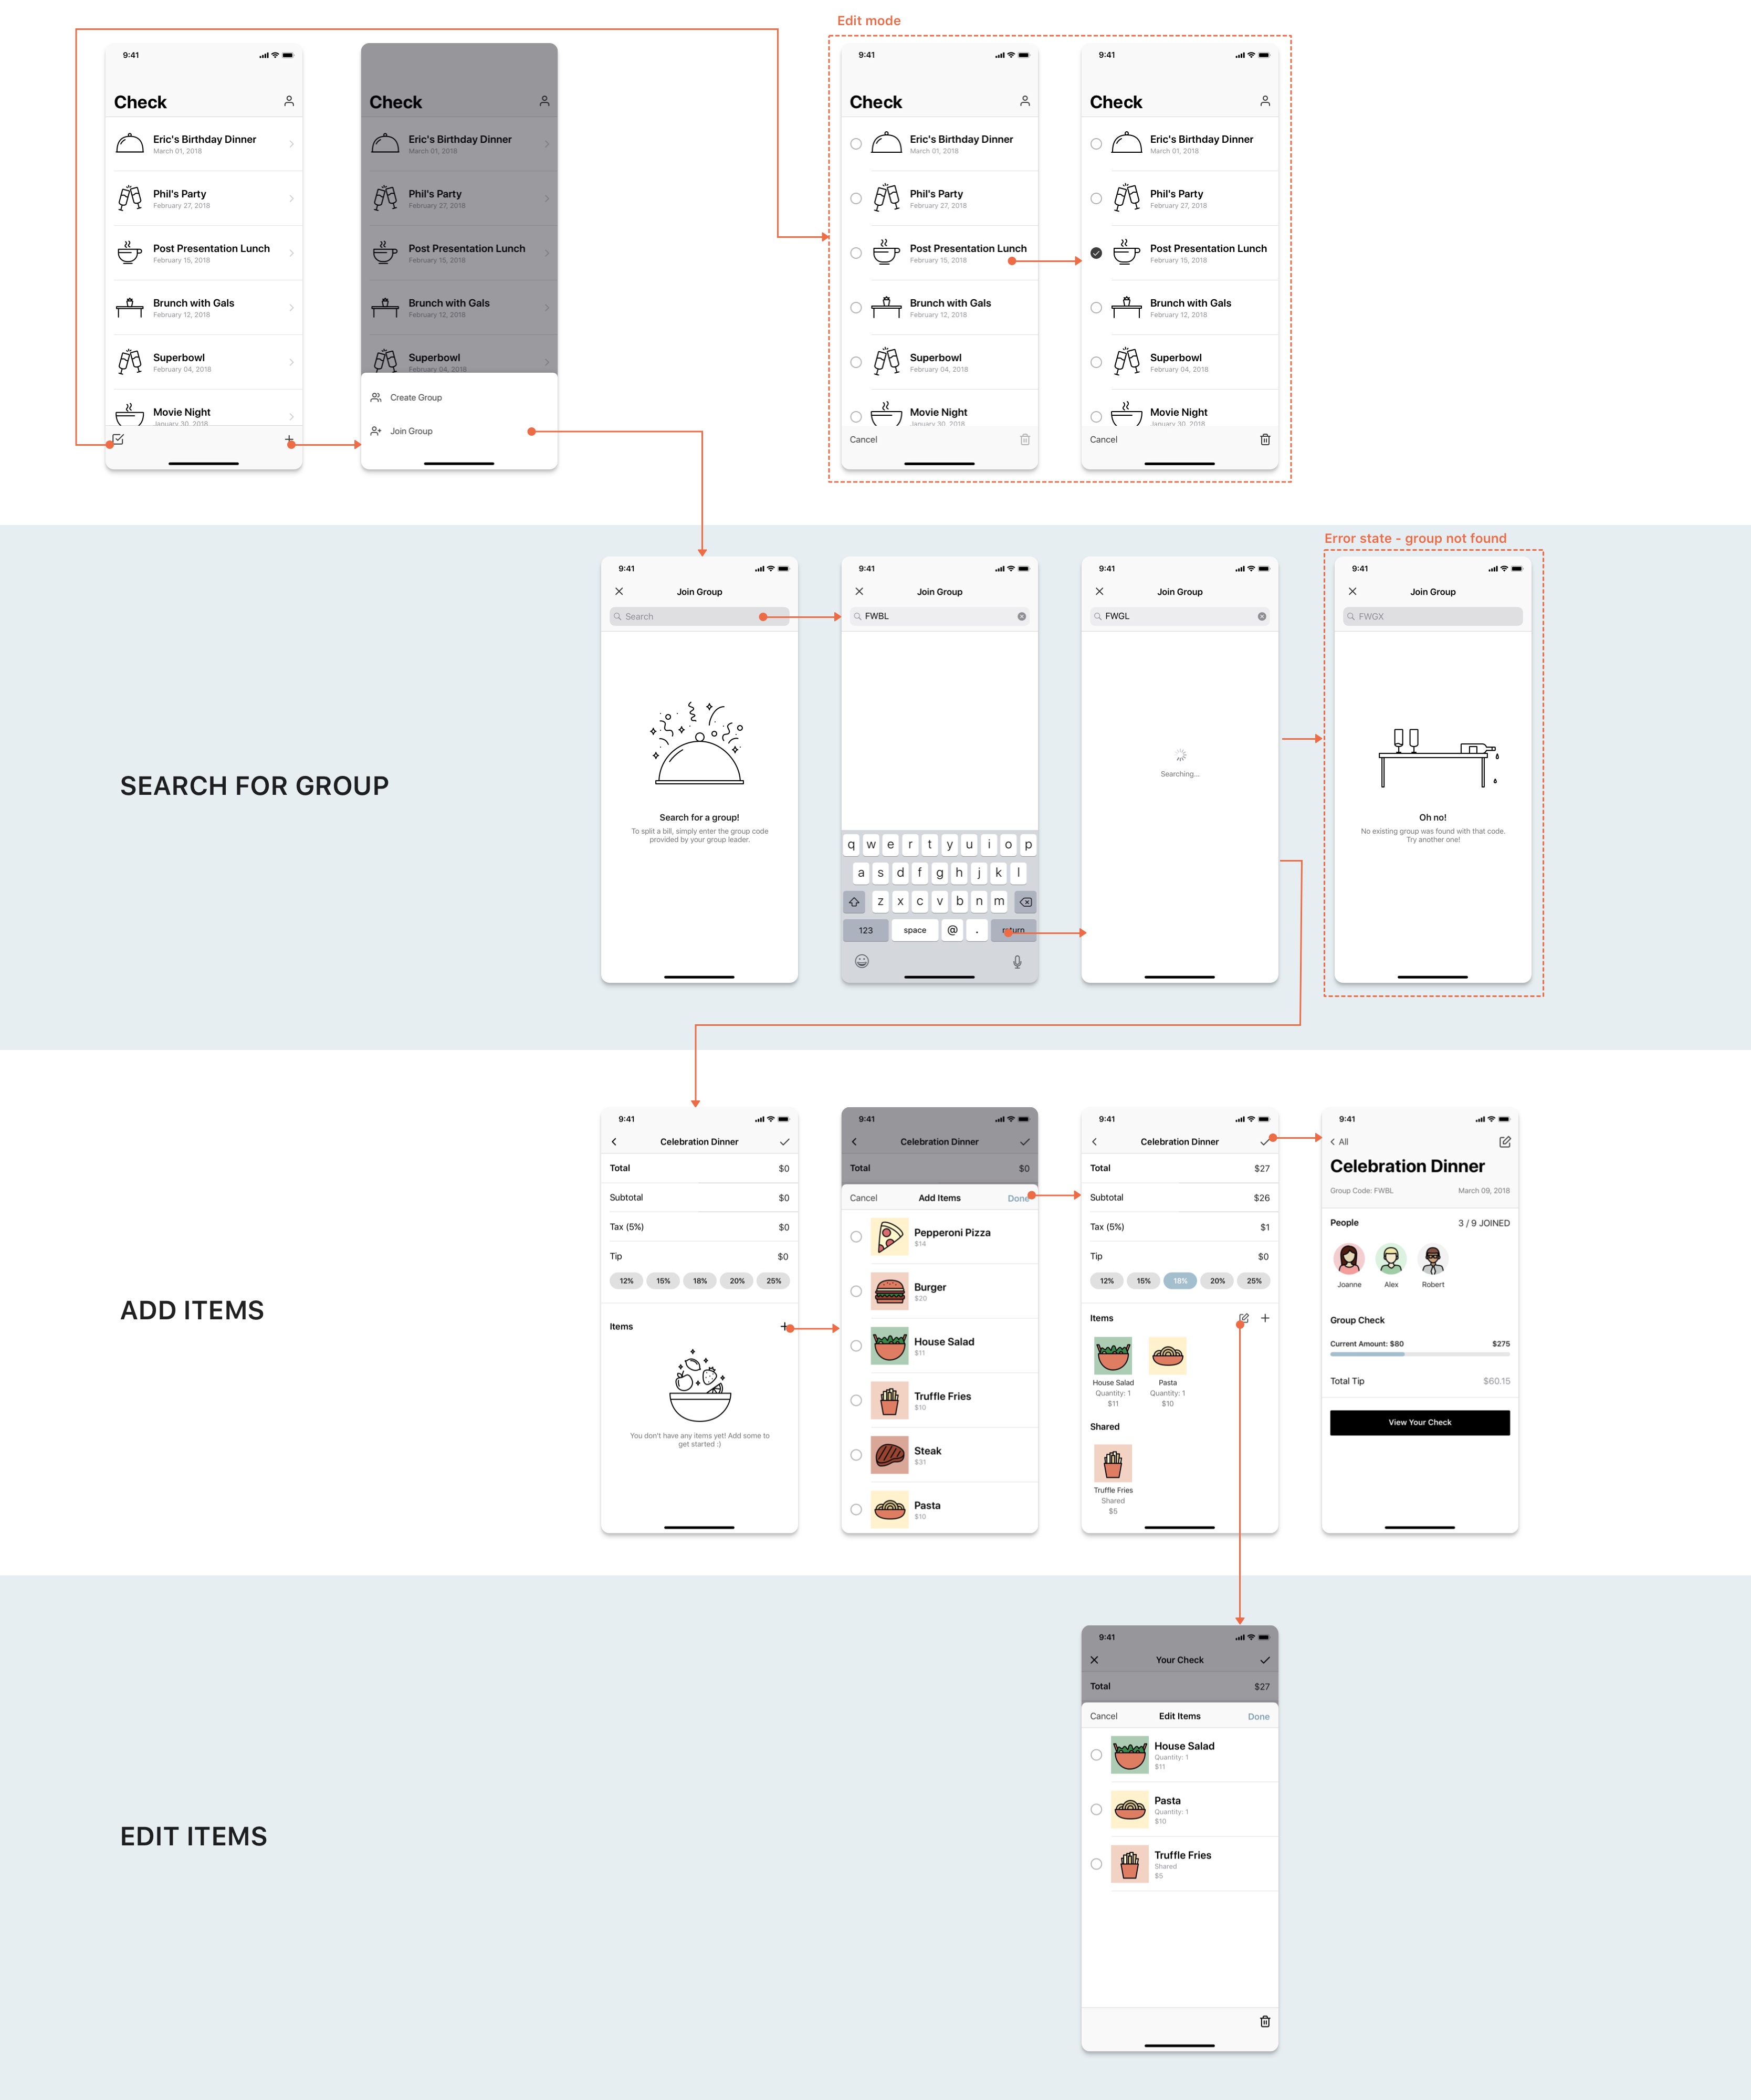 Edit mode
9:41
Check
Eric's Birthday Dinner
March 01, 2018
Phil's Party
February 27, 2018
Post Presentation Lunch
February 15, 2018
Brunch with Gals
February 12, 2018
Superbowl
February 04, 2018
Movie Night
January 30, 2018
Check
Eric's Birthday Dinner
March 01, 2018
Phil's Party
February 27, 2018
Post Presentation Lunch
February 15, 2018
Brunch with Gals
February 12, 2018
Superbowl
February 04, 2018
Create Group
Join Group
9:41
Check
Eric's Birthday Dinner
March 01, 2018
Phil's Party
February 27, 2018
Post Presentation Lunch
February 15, 2018
Brunch with Gals
February 12, 2018
Superbowl
February 04, 2018
Movie Night
January 30, 2018
Cancel
9:41
Check
Eric's Birthday Dinner
March 01, 2018
Phil's Party
February 27, 2018
Post Presentation Lunch
February 15, 2018
Brunch with Gals
February 12, 2018
Superbowl
February 04, 2018
Movie Night
January 30, 2018
Cancel
SEARCH FOR GROUP
9:41
Join Group
Search
Search for a group!
To split a bill, simply enter the group code
provided by your group leader.
9:41
Join Group
FWBL
q w e r t y u i o p
a s d f g h j k l
z x c v b n m
123 space @ . return
9:41
Join Group
FWGL
Searching...
Error state - group not found
9:41
Join Group
FWGX
Oh no!
No existing group was found with that code.
Try another one!
ADD ITEMS
9:41
Celebration Dinner
Total $0
Subtotal $0
Tax (5%) $0
Tip $0
12% 15% 18% 20% 25%
Items
You don't have any items yet! Add some to
get started :)
9:41
Celebration Dinner
Total $0
Cancel Add Items Done
Pepperoni Pizza
$14
Burger
$20
House Salad
$11
Truffle Fries
$10
Steak
$31
Pasta
$10
9:41
Celebration Dinner
Total $27
Subtotal $26
Tax (5%) $1
Tip $0
12% 15% 18% 20% 25%
Items
House Salad Pasta
Quantity: 1 Quantity: 1
$11 $10
Shared
Truffle Fries
Shared
$5
9:41
All
Celebration Dinner
Group Code: FWBL March 09, 2018
People 3 / 9 JOINED
Joanne Alex Robert
Group Check
Current Amount: $80 $275
Total Tip $60.15
View Your Check
EDIT ITEMS
9:41
Your Check
Total $27
Cancel Edit Items Done
House Salad
Quantity: 1
$11
Pasta
Quantity: 1
$10
Truffle Fries
Shared
$5